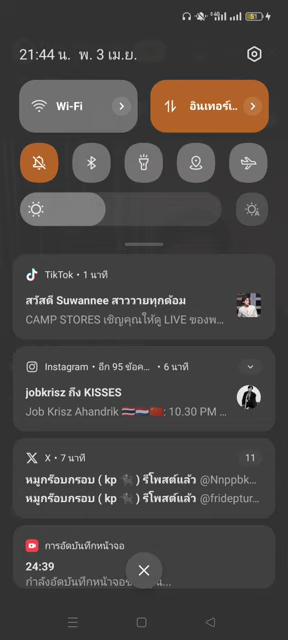 51
21:44 น. พ. 3 เม.ย.
Wi-Fi
อินเทอร์เ..
TikTok • 1 นาที
สวัสดี Suwannee สาววายทุกด้อม
CAMP STORES เชิญคุณให้ดู LIVE ของพ...
Instagram • อีก 95 ข้อค... • 6 นาที
jobkrisz ถึง KISSES
Job Krisz Ahandrik 🇹🇭🇳🇱🇨🇳: 10.30 PM ...
X • 7 นาที
11
หมูกร๊อบกรอบ ( kp 🐈‍⬛ ) รีโพสต์แล้ว @Nnppbk...
หมูกร๊อบกรอบ ( kp 🐈‍⬛ ) รีโพสต์แล้ว @frideptur...
การอัดบันทึกหน้าจอ
24:39
กำลังอัดบันทึกหน้าจอ